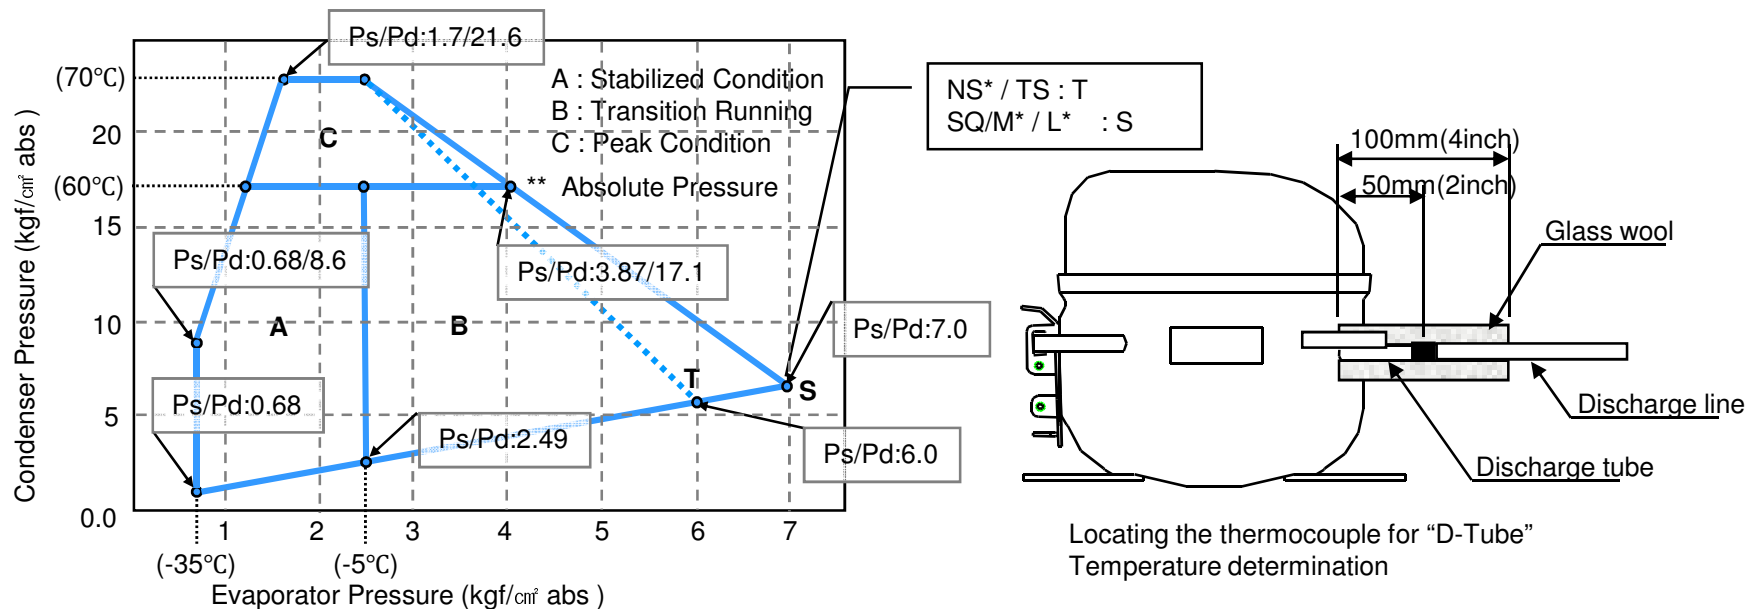 Ps/Pd:1.7/21.6
(70℃)
A : Stabilized Condition
B : Transition Running
C : Peak Condition
20
C
(60℃)
** Absolute Pressure
15
Ps/Pd:0.68/8.6
Ps/Pd:3.87/17.1
10
A
B
Ps/Pd:7.0
T
S
Ps/Pd:0.68
5
Ps/Pd:2.49
Ps/Pd:6.0
0.0
1 2 3 4 5 6 7
(-35℃) (-5℃)
Evaporator Pressure (kgf/㎠ abs )
Condenser Pressure (kgf/㎠ abs )
NS* / TS : T
SQ/M* / L* : S
100mm(4inch)
50mm(2inch)
Glass wool
Discharge line
Discharge tube
Locating the thermocouple for “D-Tube”
Temperature determination